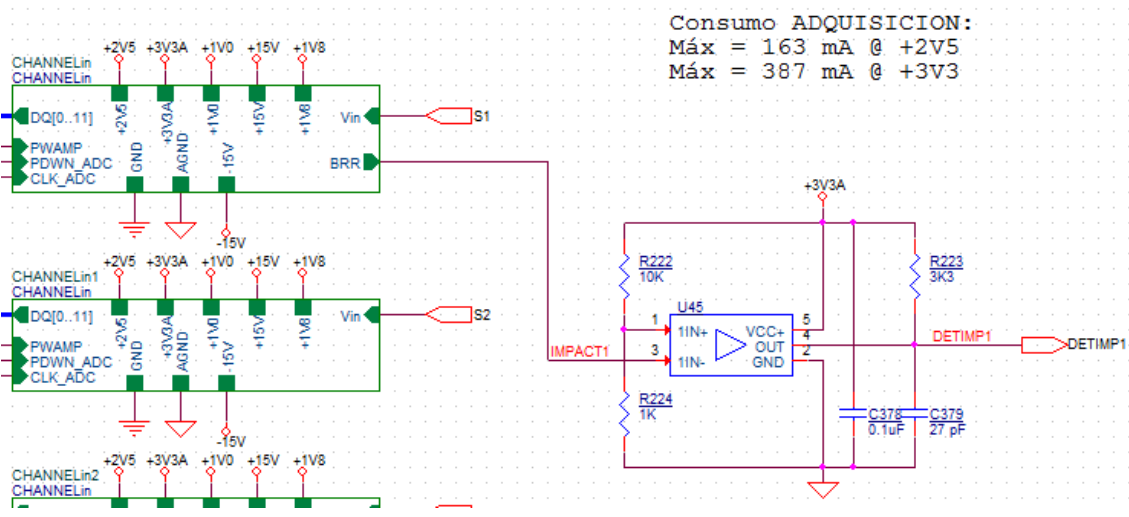 Consumo ADQUISICION:
Máx = 163 mA @ +2V5
Máx = 387 mA @ +3V3
+2V5 +3V3A +1V0 +15V +1V8
CHANNELin
CHANNELin
DQ[0..11]
+2V5
+3V3A
+1V0
+15V
+1V8
Vin
S1
PWAMP
PDWN_ADC
CLK_ADC
GND
AGND
-15V
BRR
-15V
+2V5 +3V3A +1V0 +15V +1V8
CHANNELin1
CHANNELin
DQ[0..11]
+2V5
+3V3A
+1V0
+15V
+1V8
Vin
S2
PWAMP
PDWN_ADC
CLK_ADC
GND
AGND
-15V
-15V
+2V5 +3V3A +1V0 +15V +1V8
CHANNELin2
CHANNELin
+3V3A
R222
10K
R223
3K3
U45
1
1IN+
3
1IN-
VCC+
5
OUT
4
GND
2
IMPACT1
DETIMP1
DETIMP1
R224
1K
C378
0.1uF
C379
27 pF